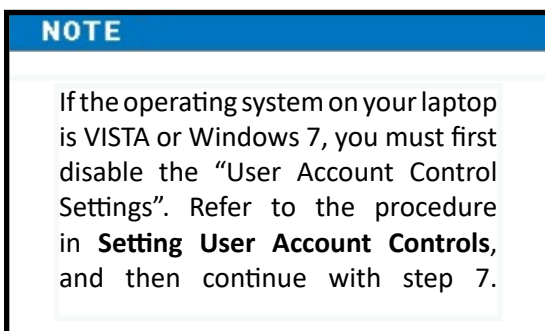 NOTE
If the operating system on your laptop
is VISTA or Windows 7, you must first
disable the “User Account Control
Settings”. Refer to the procedure
in Setting User Account Controls,
and then continue with step 7.